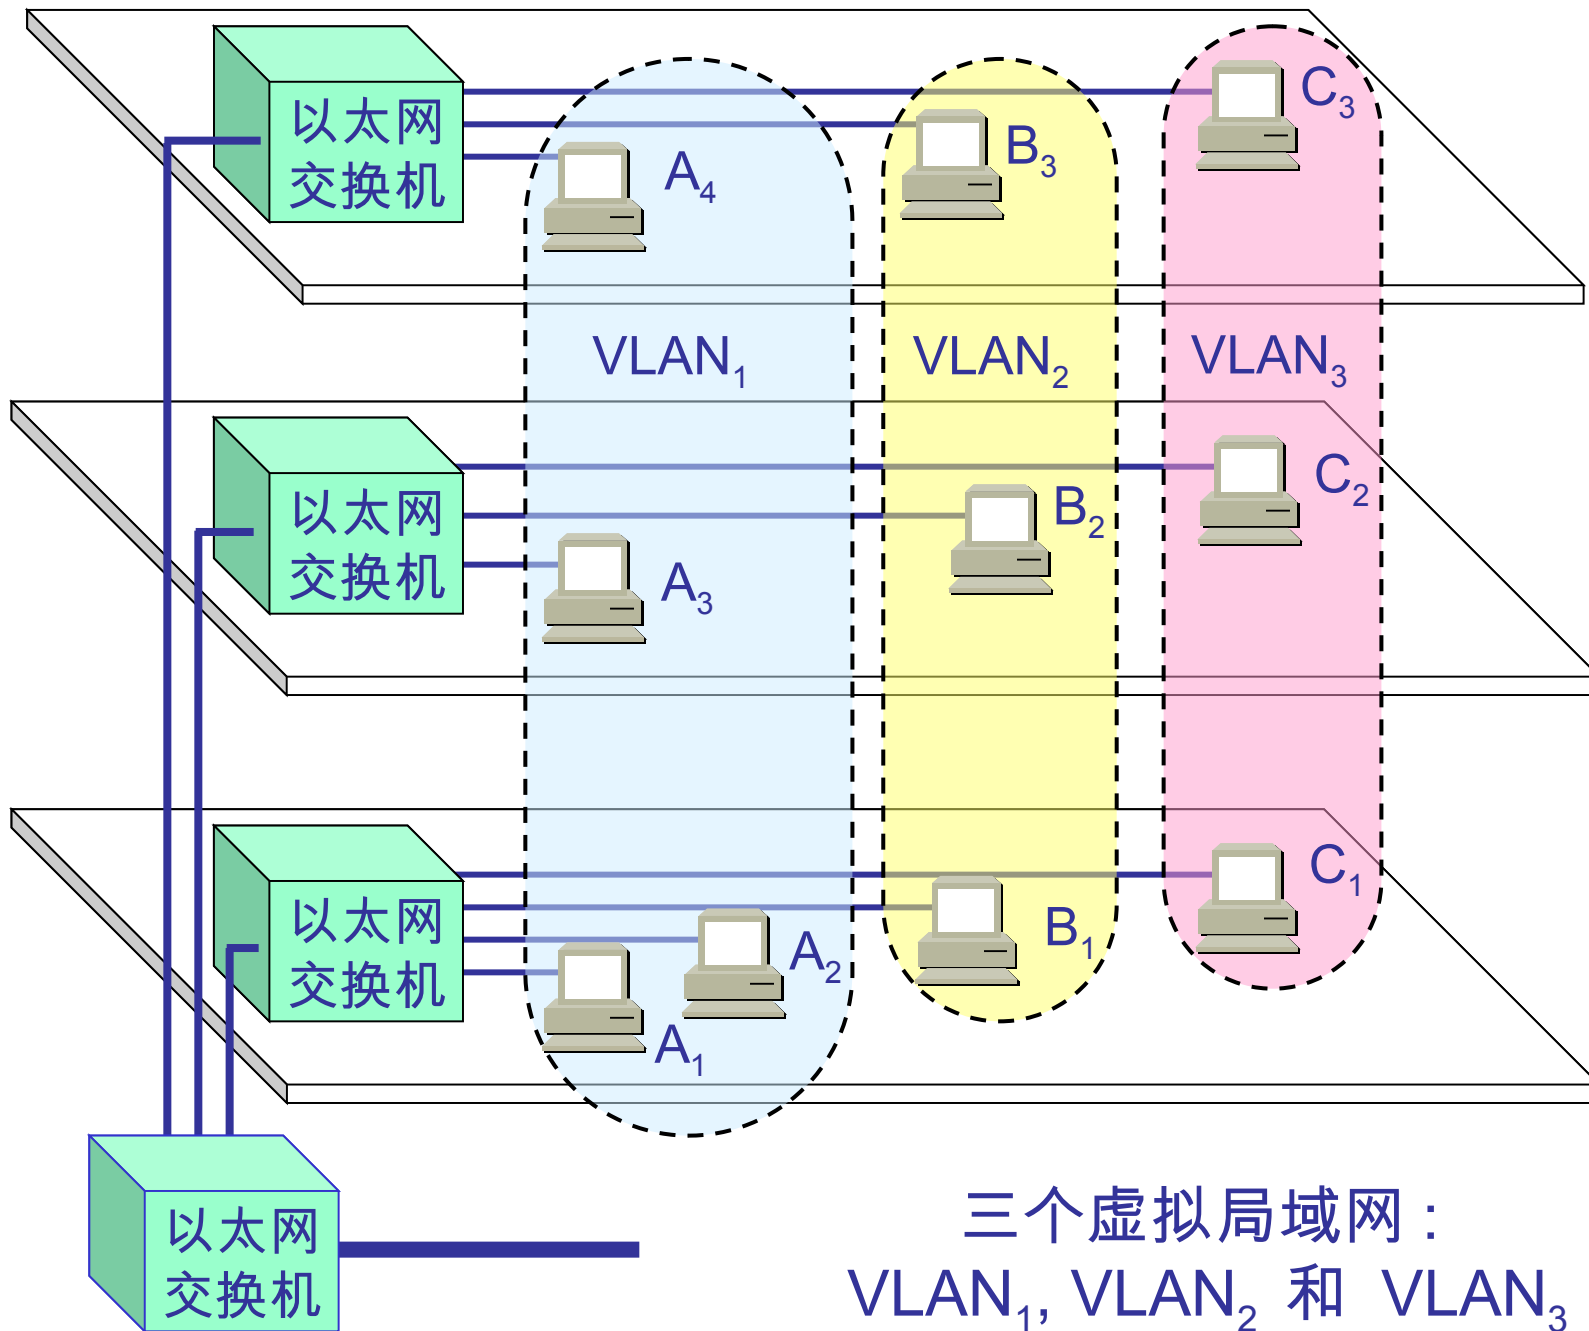 以太网
交换机
A4
B3
C3
VLAN1
VLAN2
VLAN3
以太网
交换机
A3
B2
C2
以太网
交换机
A1
A2
B1
C1
以太网
交换机
三个虚拟局域网:
VLAN1, VLAN2 和 VLAN3